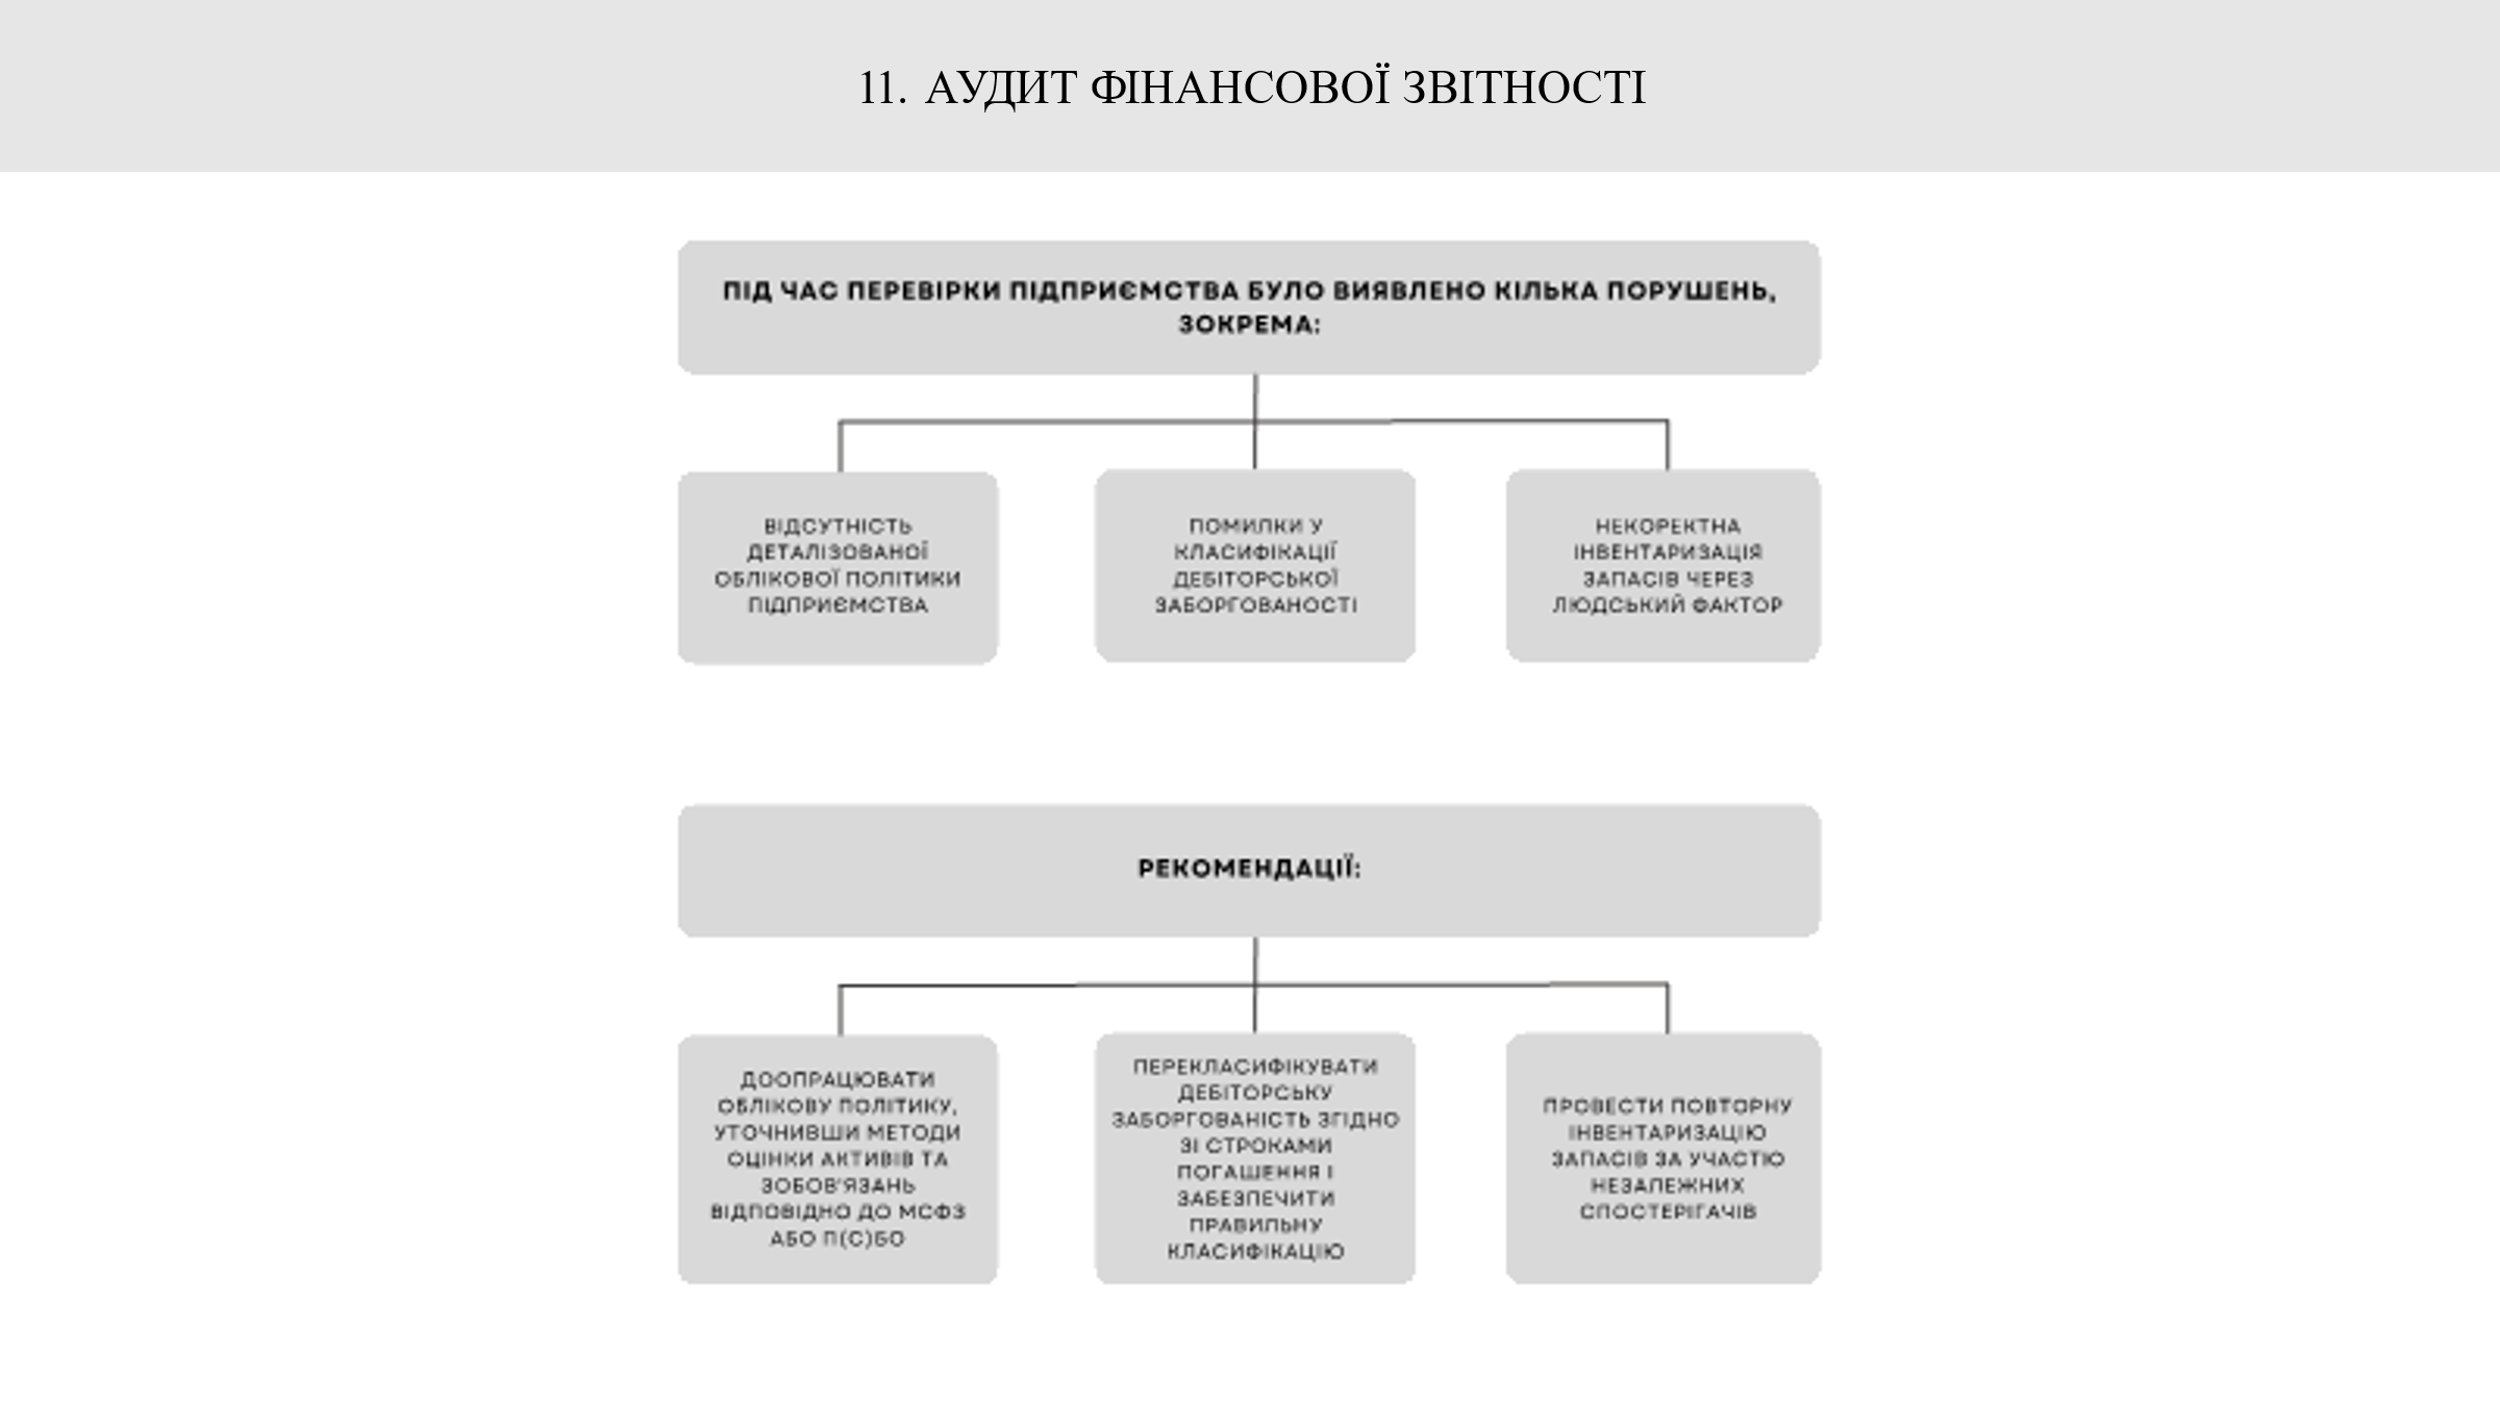 11. АУДИТ ФІНАНСОВОЇ ЗВІТНОСТІ
ПІД ЧАС ПЕРЕВІРКИ ПІДПРИЄМСТВА БУЛО ВИЯВЛЕНО КІЛЬКА ПОРУШЕНЬ,
ЗОКРЕМА:
ВІДСУТНІСТЬ
ДЕТАЛІЗОВАНОЇ
ОБЛІКОВОЇ ПОЛІТИКИ
ПІДПРИЄМСТВА
ПОМИЛКИ У
КЛАСИФІКАЦІЇ
ДЕБІТОРСЬКОЇ
ЗАБОРГОВАНОСТІ
НЕКОРЕКТНА
ІНВЕНТАРИЗАЦІЯ
ЗАПАСІВ ЧЕРЕЗ
ЛЮДСЬКИЙ ФАКТОР
РЕКОМЕНДАЦІЇ:
ДООПРАЦЮВАТИ
ОБЛІКОВУ ПОЛІТИКУ,
УТОЧНИВШИ МЕТОДИ
ОЦІНКИ АКТИВІВ ТА
ЗОБОВ'ЯЗАНЬ
ВІДПОВІДНО ДО МСФЗ
АБО П(С)БО
ПЕРЕКЛАСИФІКУВАТИ
ДЕБІТОРСЬКУ
ЗАБОРГОВАНІСТЬ ЗГІДНО
ЗІ СТРОКАМИ
ПОГАШЕННЯ І
ЗАБЕЗПЕЧИТИ
ПРАВИЛЬНУ
КЛАСИФІКАЦІЮ
ПРОВЕСТИ ПОВТОРНУ
ІНВЕНТАРИЗАЦІЮ
ЗАПАСІВ ЗА УЧАСТЮ
НЕЗАЛЕЖНИХ
СПОСТЕРІГАЧІВ